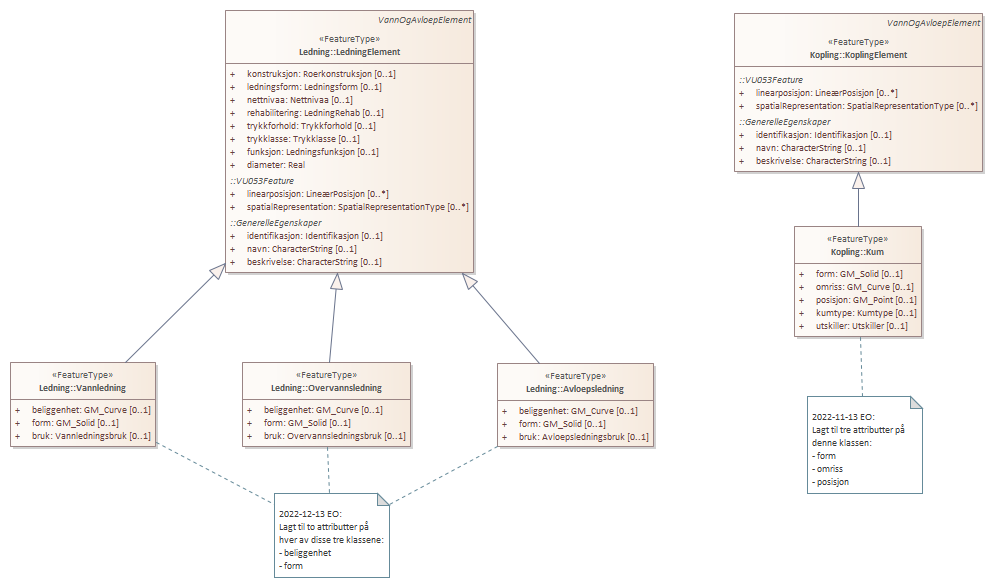 VannOgAvloepElement
«FeatureType»
Ledning::LedningElement
+ konstruksjon: Roerkonstruksjon [0..1]
+ ledningsform: Ledningsform [0..1]
+ nettnivaa: Nettnivaa [0..1]
+ rehabilitering: LedningRehab [0..1]
+ trykkforhold: Trykkforhold [0..1]
+ trykklasse: Trykklasse [0..1]
+ funksjon: Ledningsfunksjon [0..1]
+ diameter: Real
::VU053Feature
+ linearposisjon: LineærPosisjon [0..*]
+ spatialRepresentation: SpatialRepresentationType [0..*]
::GenerelleEgenskaper
+ identifikasjon: Identifikasjon [0..1]
+ navn: CharacterString [0..1]
+ beskrivelse: CharacterString [0..1]
VannOgAvloepElement
«FeatureType»
Kopling::KoplingElement
::VU053Feature
+ linearposisjon: LineærPosisjon [0..*]
+ spatialRepresentation: SpatialRepresentationType [0..*]
::GenerelleEgenskaper
+ identifikasjon: Identifikasjon [0..1]
+ navn: CharacterString [0..1]
+ beskrivelse: CharacterString [0..1]
«FeatureType»
Kopling::Kum
+ form: GM_Solid [0..1]
+ omriss: GM_Curve [0..1]
+ posisjon: GM_Point [0..1]
+ kumtype: Kumtype [0..1]
+ utskiller: Utskiller [0..1]
«FeatureType»
Ledning::Vannledning
+ beliggenhet: GM_Curve [0..1]
+ form: GM_Solid [0..1]
+ bruk: Vannledningsbruk [0..1]
«FeatureType»
Ledning::Overvannsledning
+ beliggenhet: GM_Curve [0..1]
+ form: GM_Solid [0..1]
+ bruk: Overvannsledningsbruk [0..1]
«FeatureType»
Ledning::Avloepsledning
+ beliggenhet: GM_Curve [0..1]
+ form: GM_Solid [0..1]
+ bruk: Avloepsledningsbruk [0..1]
2022-11-13 EO:
Lagt til tre attributter på
denne klassen:
- form
- omriss
- posisjon
2022-12-13 EO:
Lagt til to attributter på
hver av disse tre klassene:
- beliggenhet
- form